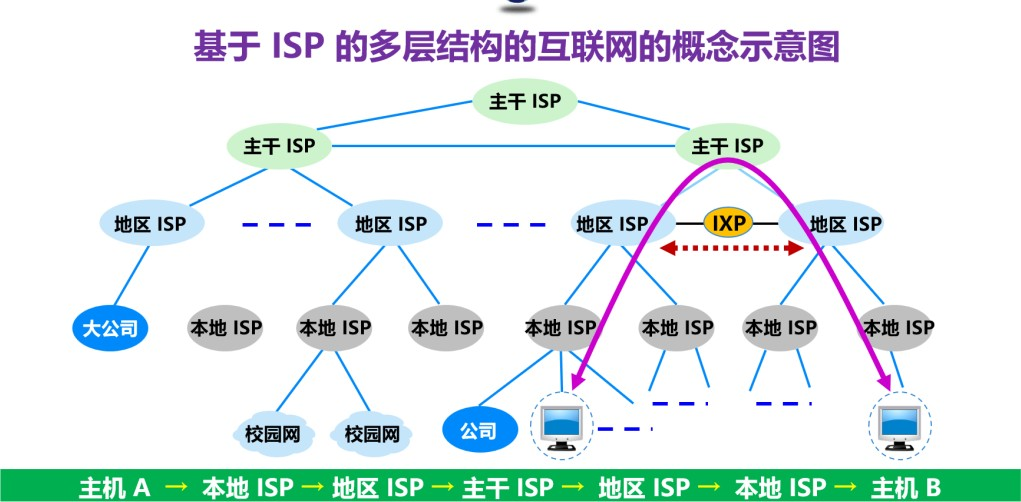 基于 ISP 的多层结构的互联网的概念示意图
主干 ISP
主干 ISP
主干 ISP
地区 ISP
地区 ISP
地区 ISP
IXP
地区 ISP
大公司
本地 ISP
本地 ISP
本地 ISP
本地 ISP
本地 ISP
本地 ISP
本地 ISP
校园网
校园网
公司
主机 A → 本地 ISP → 地区 ISP → 主干 ISP → 地区 ISP → 本地 ISP → 主机 B